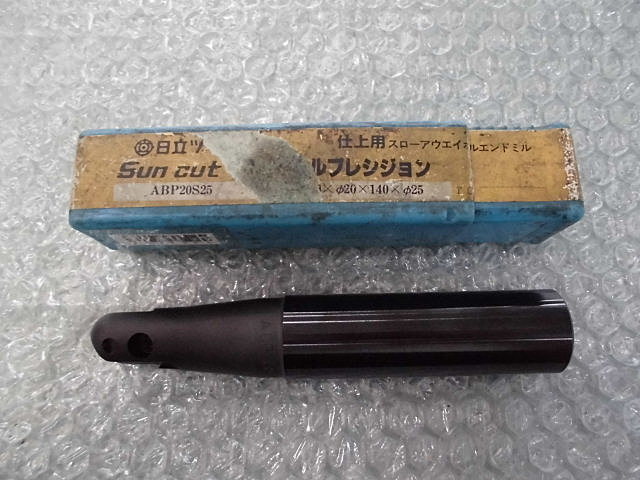 日立ツ 仕上用 スローアウエイ ルエンドミル
Sun cut ルプレシジョン
ABP20S25 ×φ20×140×φ25